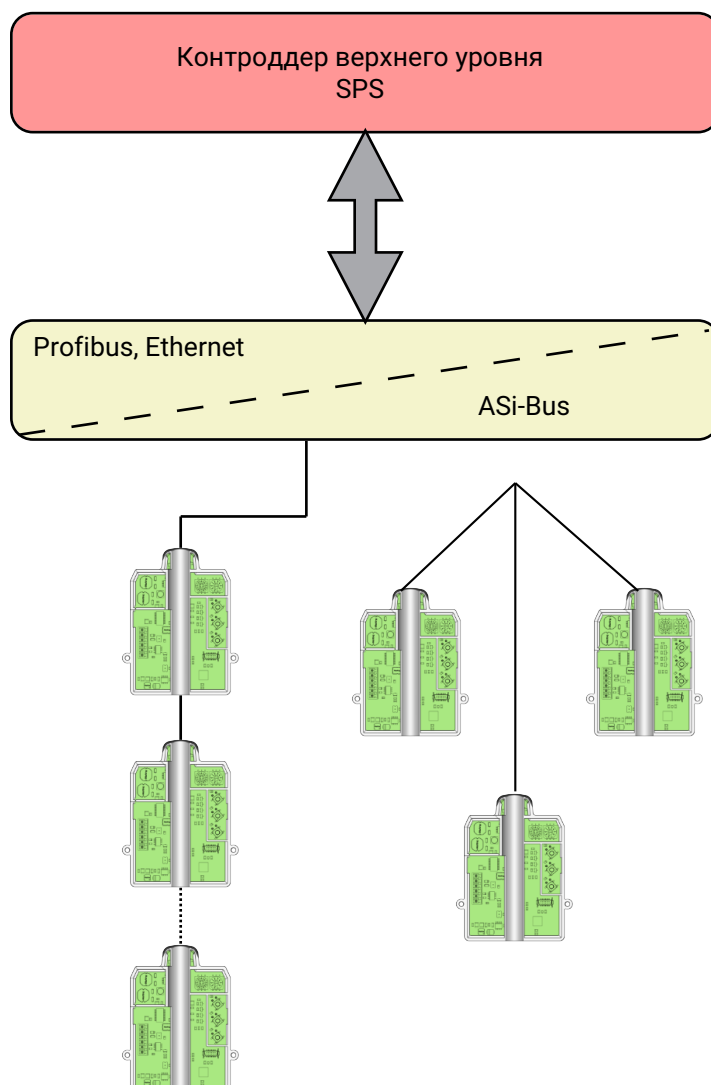 Контроддер верхнего уровня
SPS
Profibus, Ethernet
ASi-Bus